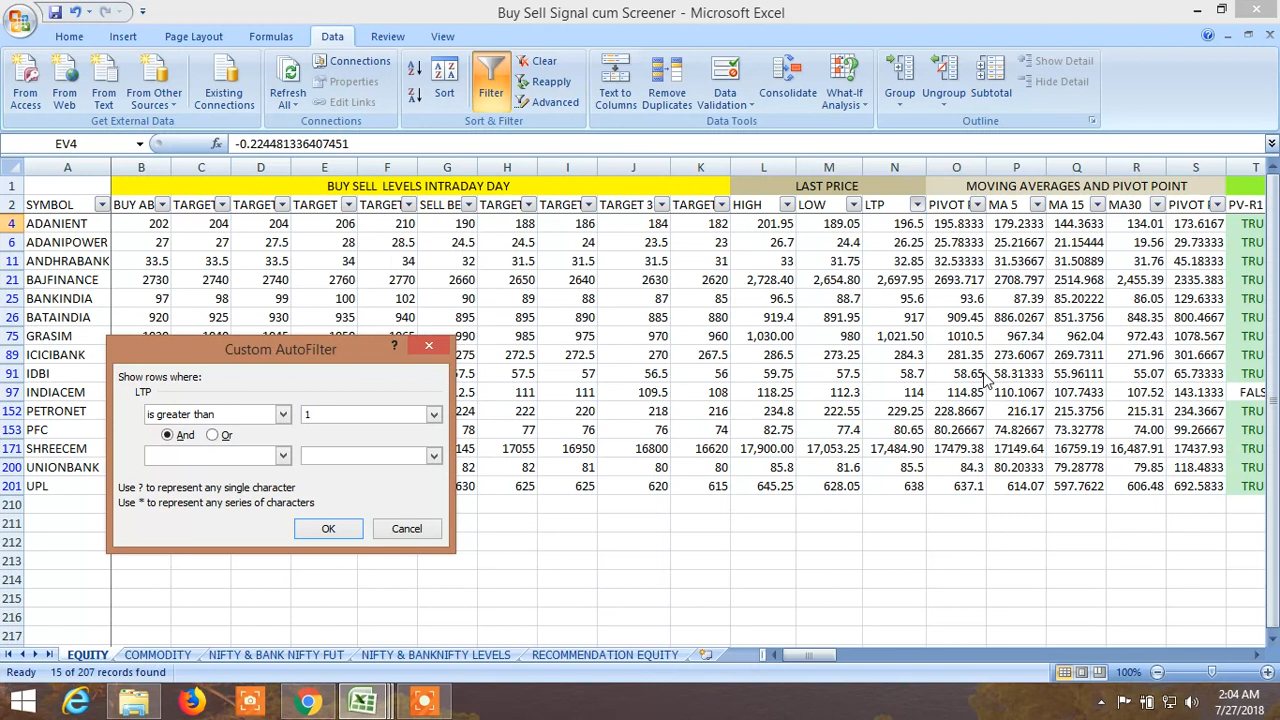 Buy Sell Signal cum Screener - Microsoft Excel
Home Insert Page Layout Formulas Data Review View
From Access From Web From Text From Other Sources Existing Connections Refresh All Connections Properties Edit Links Sort Filter Clear Reapply Advanced Text to Columns Remove Duplicates Data Validation Consolidate What-If Analysis Group Ungroup Subtotal Show Detail Hide Detail
Get External Data Connections Sort & Filter Data Tools Outline
EV4 fx -0.224481336407451
A B C D E F G H I J K L M N O P Q R S T
1 BUY SELL LEVELS INTRADAY DAY LAST PRICE MOVING AVERAGES AND PIVOT POINT
2 SYMBOL BUY AB TARGET TARGET TARGET TARGET SELL BE TARGET TARGET TARGET 3 TARGET HIGH LOW LTP PIVOT MA 5 MA 15 MA30 PIVOT PV-R1
4 ADANIENT 202 204 204 206 210 190 188 186 184 182 201.95 189.05 196.5 195.8333 179.2333 144.3633 134.01 173.6167 TRU
6 ADANIPOWER 27 27 27.5 28 28.5 24.5 24 24 23.5 23 26.7 24.4 26.25 25.78333 25.21667 21.15444 19.56 29.73333 TRU
11 ANDHRABANK 33.5 33.5 33.5 34 34 32 31.5 31.5 31.5 31 33 31.75 32.85 32.53333 31.53667 31.50889 31.76 45.18333 TRU
21 BAJFINANCE 2730 2740 2740 2760 2770 2660 2650 2640 2630 2620 2,728.40 2,654.80 2,697.95 2693.717 2708.797 2514.968 2,455.39 2335.383 TRU
25 BANKINDIA 97 98 99 100 102 90 89 88 87 85 96.5 88.7 95.6 93.6 87.39 85.20222 86.05 129.6333 TRU
26 BATAINDIA 920 925 930 935 940 900 895 890 885 880 919.4 891.95 917 909.45 886.0267 851.3756 848.35 800.4667 TRU
75 GRASIM 990 985 975 970 960 1,030.00 980 1,021.50 1010.5 967.34 962.04 972.43 1078.567 TRU
89 ICICIBANK 275 272.5 272.5 270 267.5 286.5 273.25 284.3 281.35 273.6067 269.7311 271.96 301.6667 TRU
91 IDBI 57.5 57 56.5 56 59.75 57.5 58.7 58.65 58.31333 55.96111 55.07 65.73333 TRU
97 INDIACEM 111 111 109.5 108 118.25 112.3 114 114.85 110.1067 107.7433 107.52 143.1333 FALS
152 PETRONET 224 222 220 218 216 234.8 222.55 229.25 228.8667 216.17 215.3756 215.31 234.3667 TRU
153 PFC 78 77 76 76 74 82.75 77.4 80.65 80.26667 74.82667 73.32778 74.00 99.26667 TRU
171 SHREECEM 17055 16950 16800 16620 17,900.00 17,053.25 17,484.90 17479.38 17149.64 16759.19 16,487.91 17437.93 TRU
200 UNIONBANK 82 82 81 80 80 85.8 81.6 85.5 84.3 80.20333 79.28778 79.85 118.4833 TRU
201 UPL 630 625 625 620 615 645.25 628.05 638 637.1 614.07 597.7622 606.48 692.5833 TRU
210
211
212
213
214
215
216
217
Custom AutoFilter
Show rows where:
LTP
is greater than 1
And Or
Use ? to represent any single character
Use * to represent any series of characters
OK Cancel
EQUITY COMMODITY NIFTY & BANK NIFTY FUT NIFTY & BANKNIFTY LEVELS RECOMMENDATION EQUITY
Ready 15 of 207 records found 100%
2:04 AM
7/27/2018